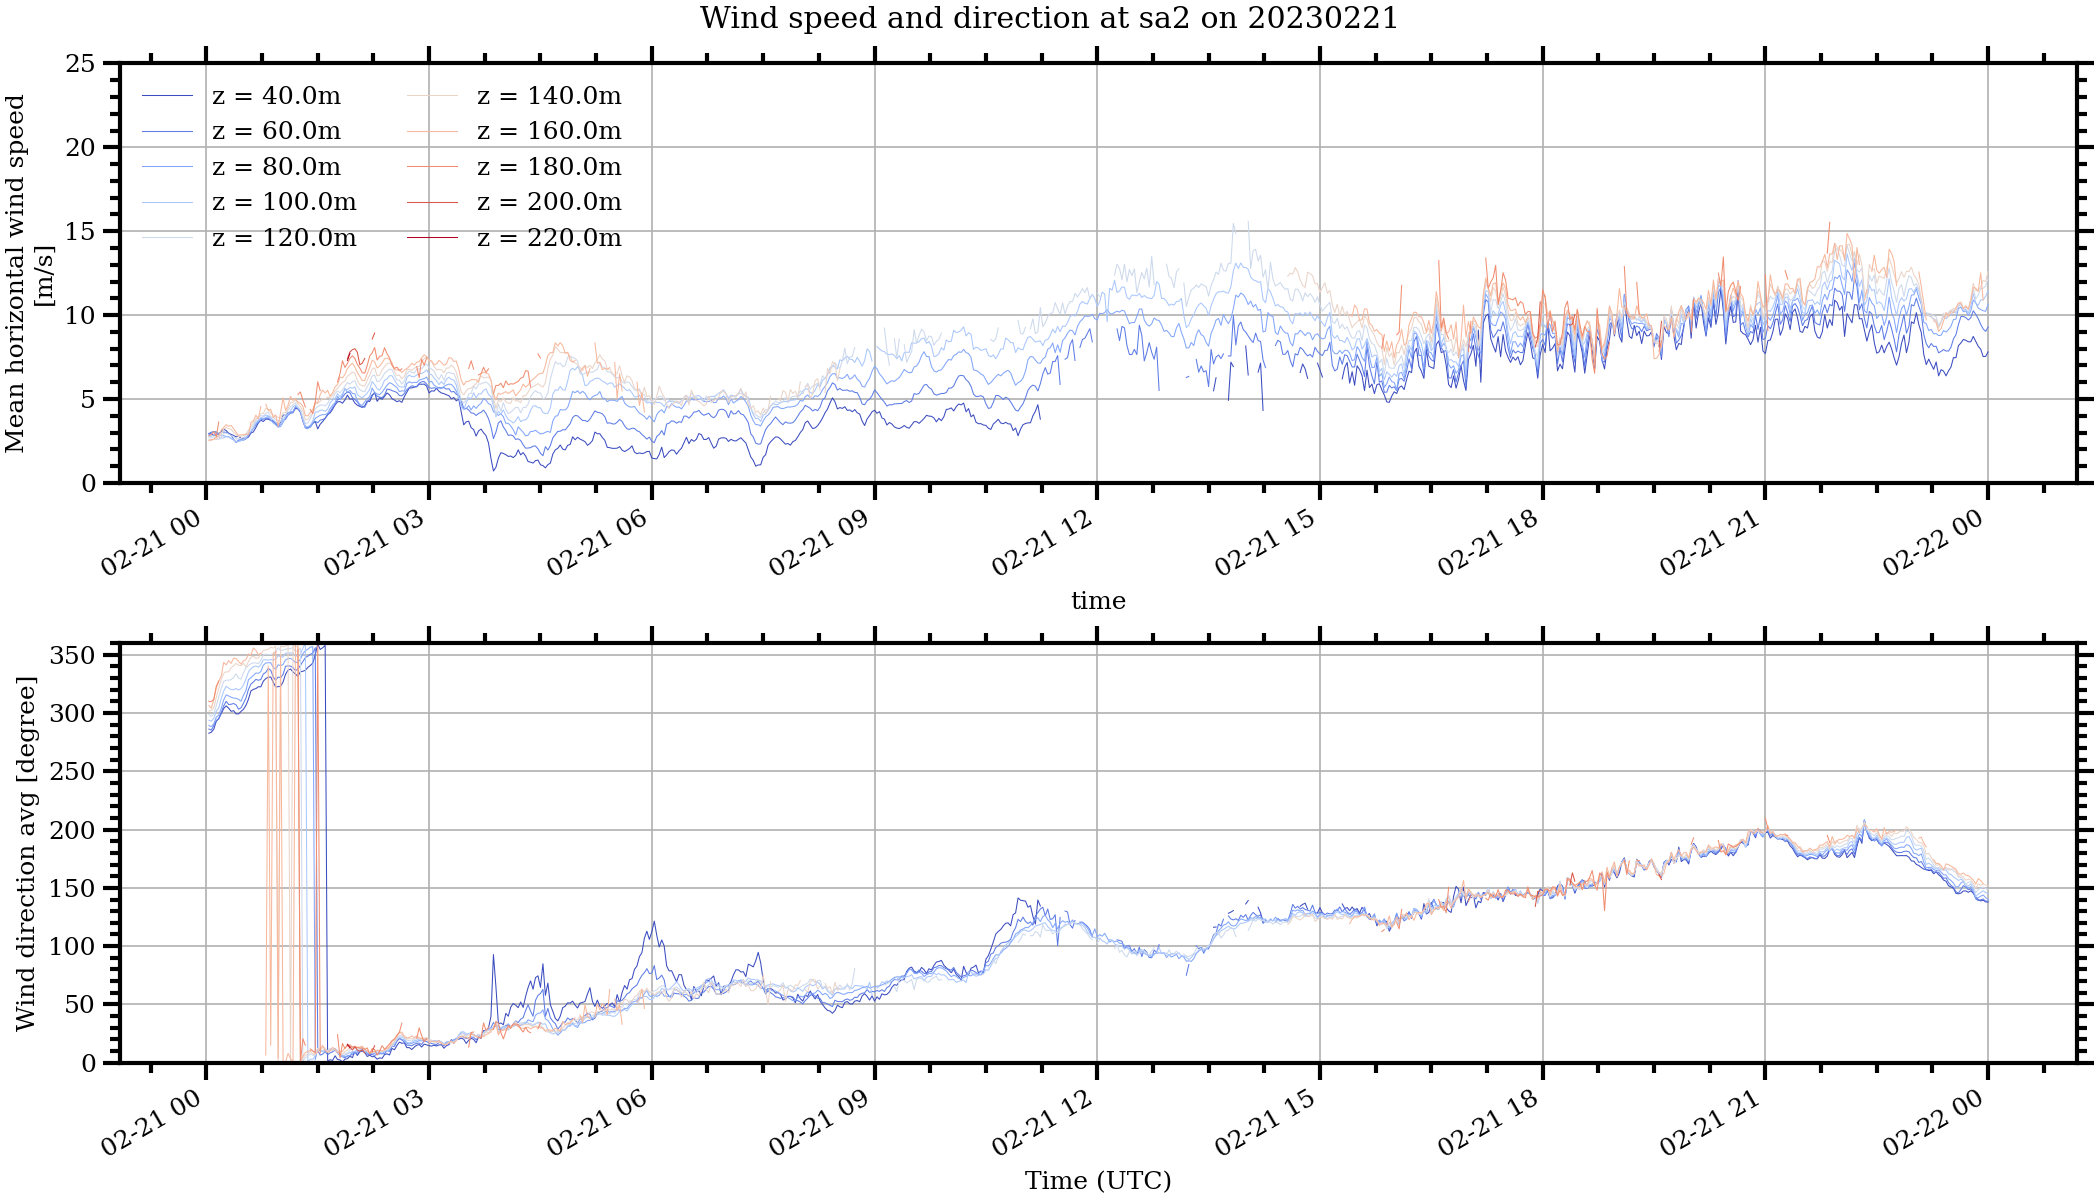 Wind speed and direction at sa2 on 20230221
Mean horizontal wind speed
[m/s]
25
20
15
10
5
0
z = 40.0m
z = 60.0m
z = 80.0m
z = 100.0m
z = 120.0m
z = 140.0m
z = 160.0m
z = 180.0m
z = 200.0m
z = 220.0m
02-21 00
02-21 03
02-21 06
02-21 09
02-21 12
02-21 15
02-21 18
02-21 21
02-22 00
time
Wind direction avg [degree]
350
300
250
200
150
100
50
0
02-21 00
02-21 03
02-21 06
02-21 09
02-21 12
02-21 15
02-21 18
02-21 21
02-22 00
Time (UTC)